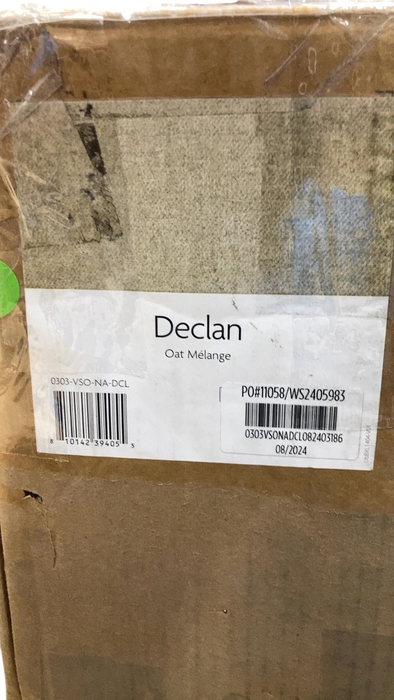 Declan
Oat Mélange
0303-VSO-NA-DCL
8 10142 39405 5
PO#11058/WS2405983
0303VSONADCL082403186
08/2024